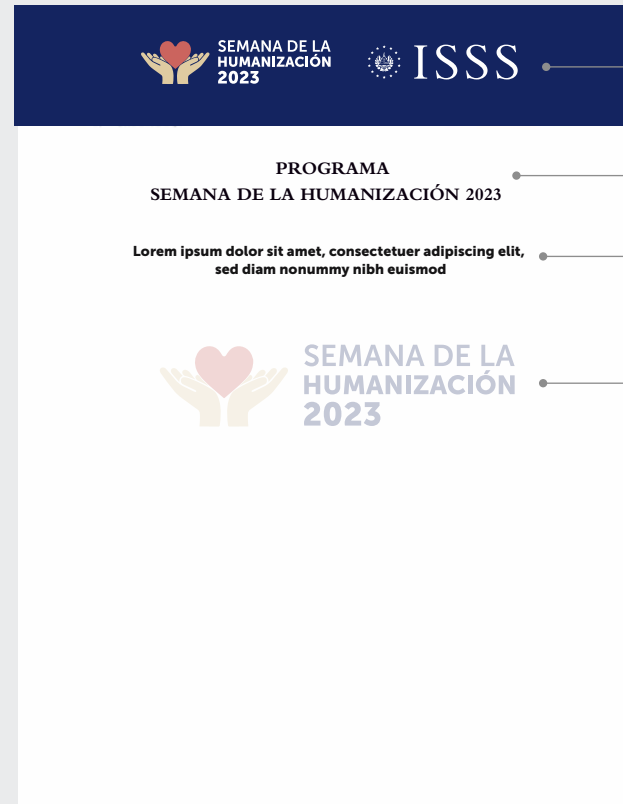 SEMANA DE LA
HUMANIZACIÓN
2023
ISSS
PROGRAMA
SEMANA DE LA HUMANIZACIÓN 2023
Lorem ipsum dolor sit amet, consectetuer adipiscing elit,
sed diam nonummy nibh euismod
SEMANA DE LA
HUMANIZACIÓN
2023